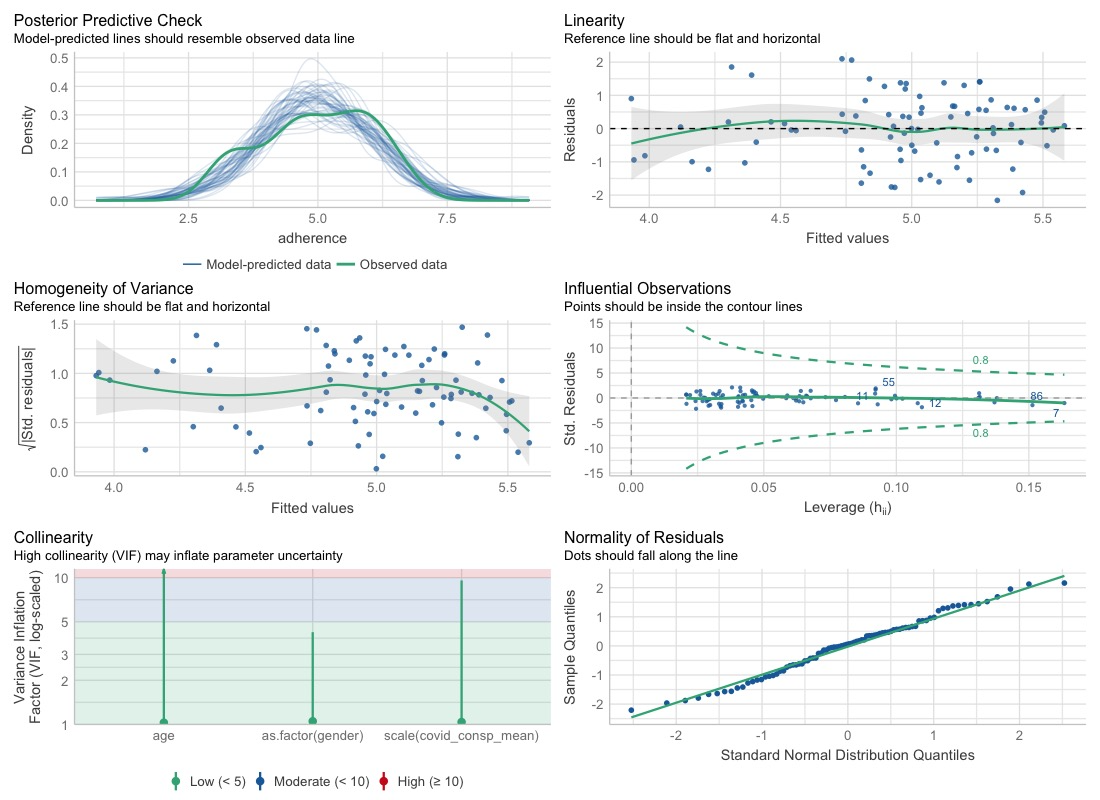 Posterior Predictive Check
Model-predicted lines should resemble observed data line
Density
0.5
0.4
0.3
0.2
0.1
0.0
2.5 5.0 7.5
adherence
Model-predicted data Observed data
Linearity
Reference line should be flat and horizontal
Residuals
2
1
0
-1
-2
4.0 4.5 5.0 5.5
Fitted values
Homogeneity of Variance
Reference line should be flat and horizontal
√|Std. residuals|
1.5
1.0
0.5
0.0
4.0 4.5 5.0 5.5
Fitted values
Influential Observations
Points should be inside the contour lines
Std. Residuals
15
10
5
0
-5
-10
-15
0.8
55
11
12
86
7
0.8
0.00 0.05 0.10 0.15
Leverage (hii)
Collinearity
High collinearity (VIF) may inflate parameter uncertainty
Variance Inflation
Factor (VIF, log-scaled)
10
5
3
2
1
age as.factor(gender) scale(covid_consp_mean)
Low (< 5) Moderate (< 10) High (≥ 10)
Normality of Residuals
Dots should fall along the line
Sample Quantiles
2
1
0
-1
-2
-2 -1 0 1 2
Standard Normal Distribution Quantiles